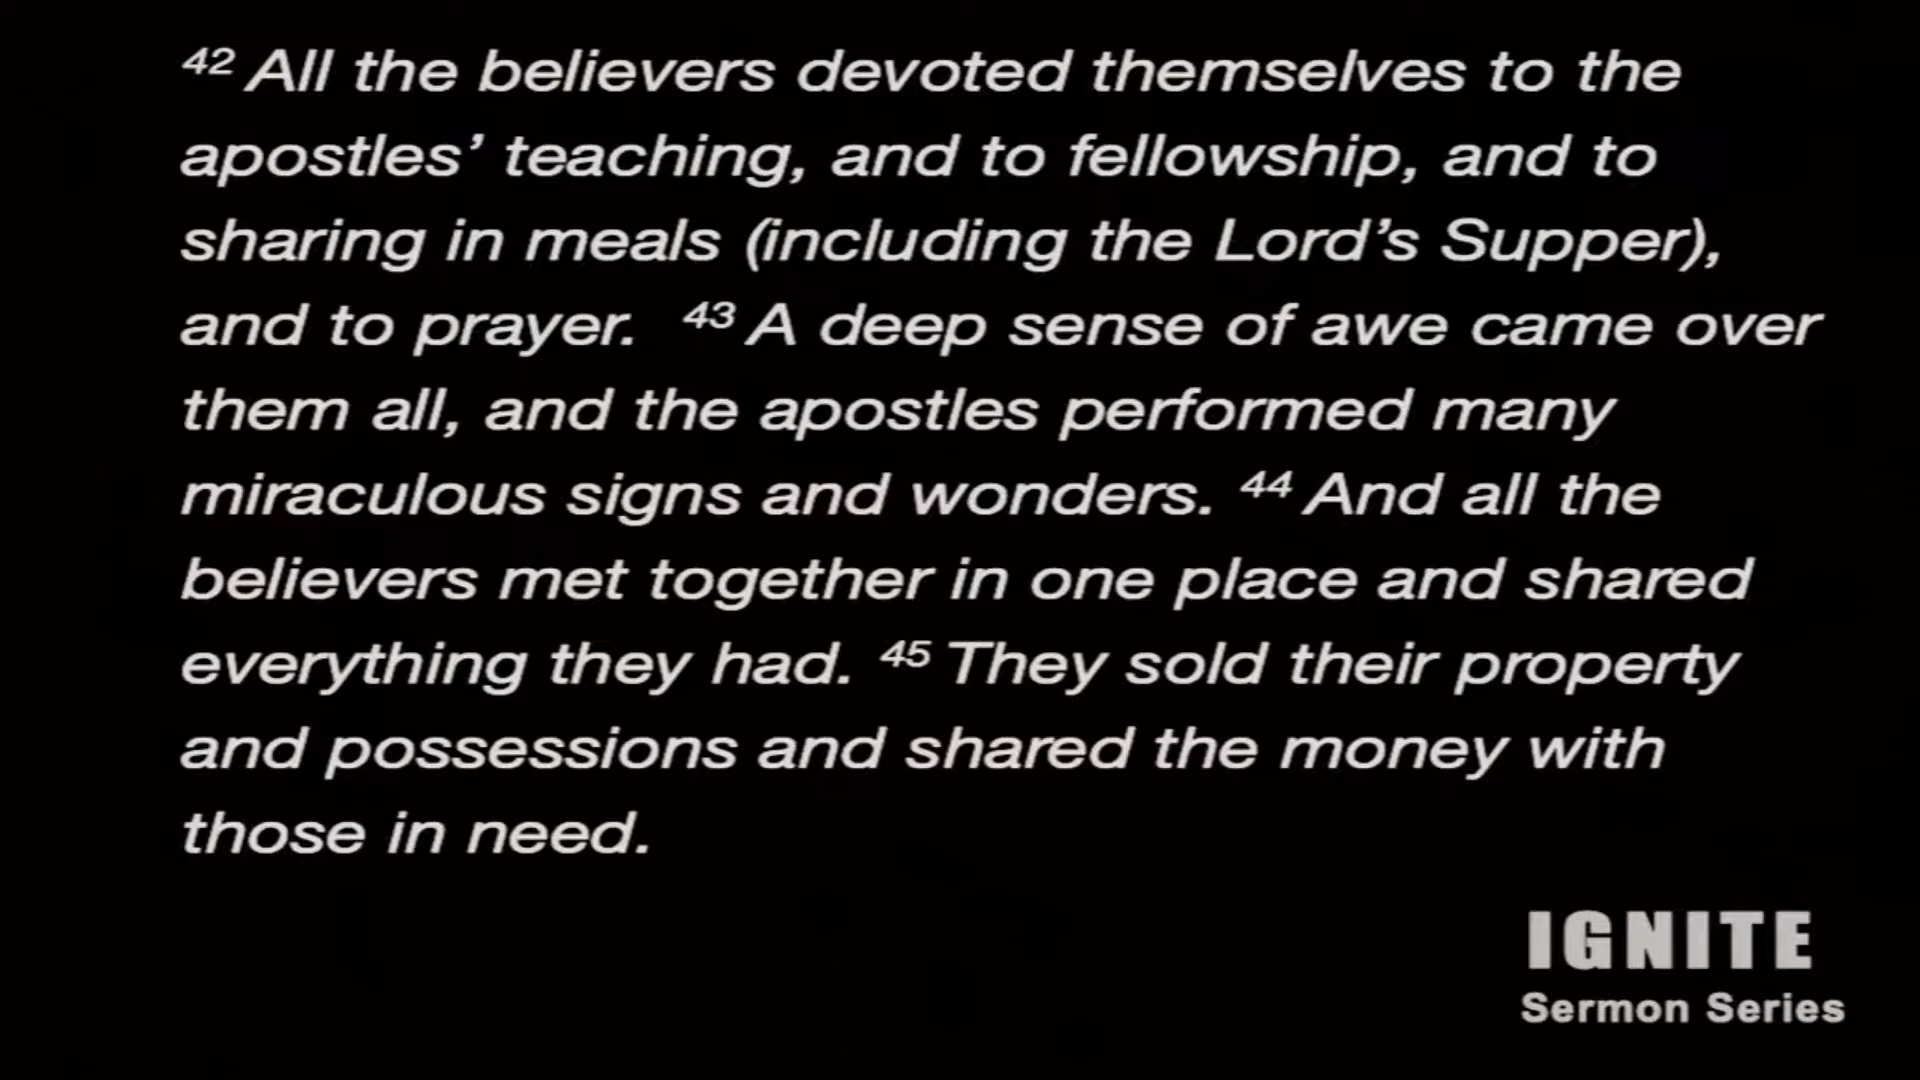 42 All the believers devoted themselves to the
apostles’ teaching, and to fellowship, and to
sharing in meals (including the Lord’s Supper),
and to prayer. 43 A deep sense of awe came over
them all, and the apostles performed many
miraculous signs and wonders. 44 And all the
believers met together in one place and shared
everything they had. 45 They sold their property
and possessions and shared the money with
those in need.
IGNITE
Sermon Series